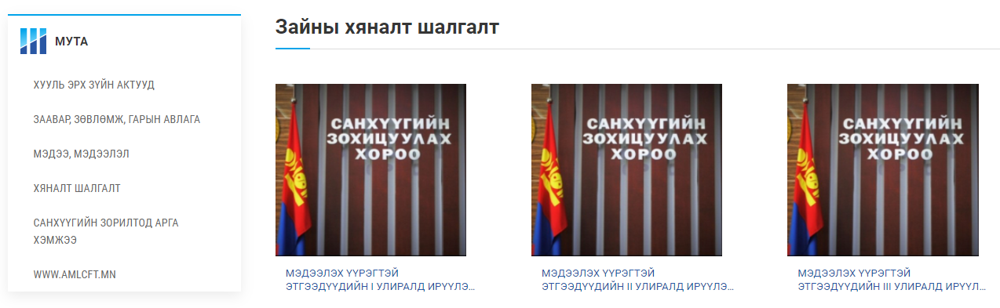 МУТА
ХУУЛЬ ЭРХ ЗҮЙН АКТУУД
ЗААВАР, ЗӨВЛӨМЖ, ГАРЫН АВЛАГА
МЭДЭЭ, МЭДЭЭЛЭЛ
ХЯНАЛТ ШАЛГАЛТ
САНХҮҮГИЙН ЗОРИЛТОД АРГА
ХЭМЖЭЭ
WWW.AMLCFT.MN
Зайны хяналт шалгалт
САНХҮҮГИЙН
ЗОХИЦУУЛАХ
ХОРОО
МЭДЭЭЛЭХ ҮҮРЭГТЭЙ
ЭТГЭЭДҮҮДИЙН I УЛИРАЛД ИРҮҮЛЭ...
САНХҮҮГИЙН
ЗОХИЦУУЛАХ
ХОРОО
МЭДЭЭЛЭХ ҮҮРЭГТЭЙ
ЭТГЭЭДҮҮДИЙН II УЛИРАЛД ИРҮҮЛЭ...
САНХҮҮГИЙН
ЗОХИЦУУЛАХ
ХОРОО
МЭДЭЭЛЭХ ҮҮРЭГТЭЙ
ЭТГЭЭДҮҮДИЙН III УЛИРАЛД ИРҮҮЛ...